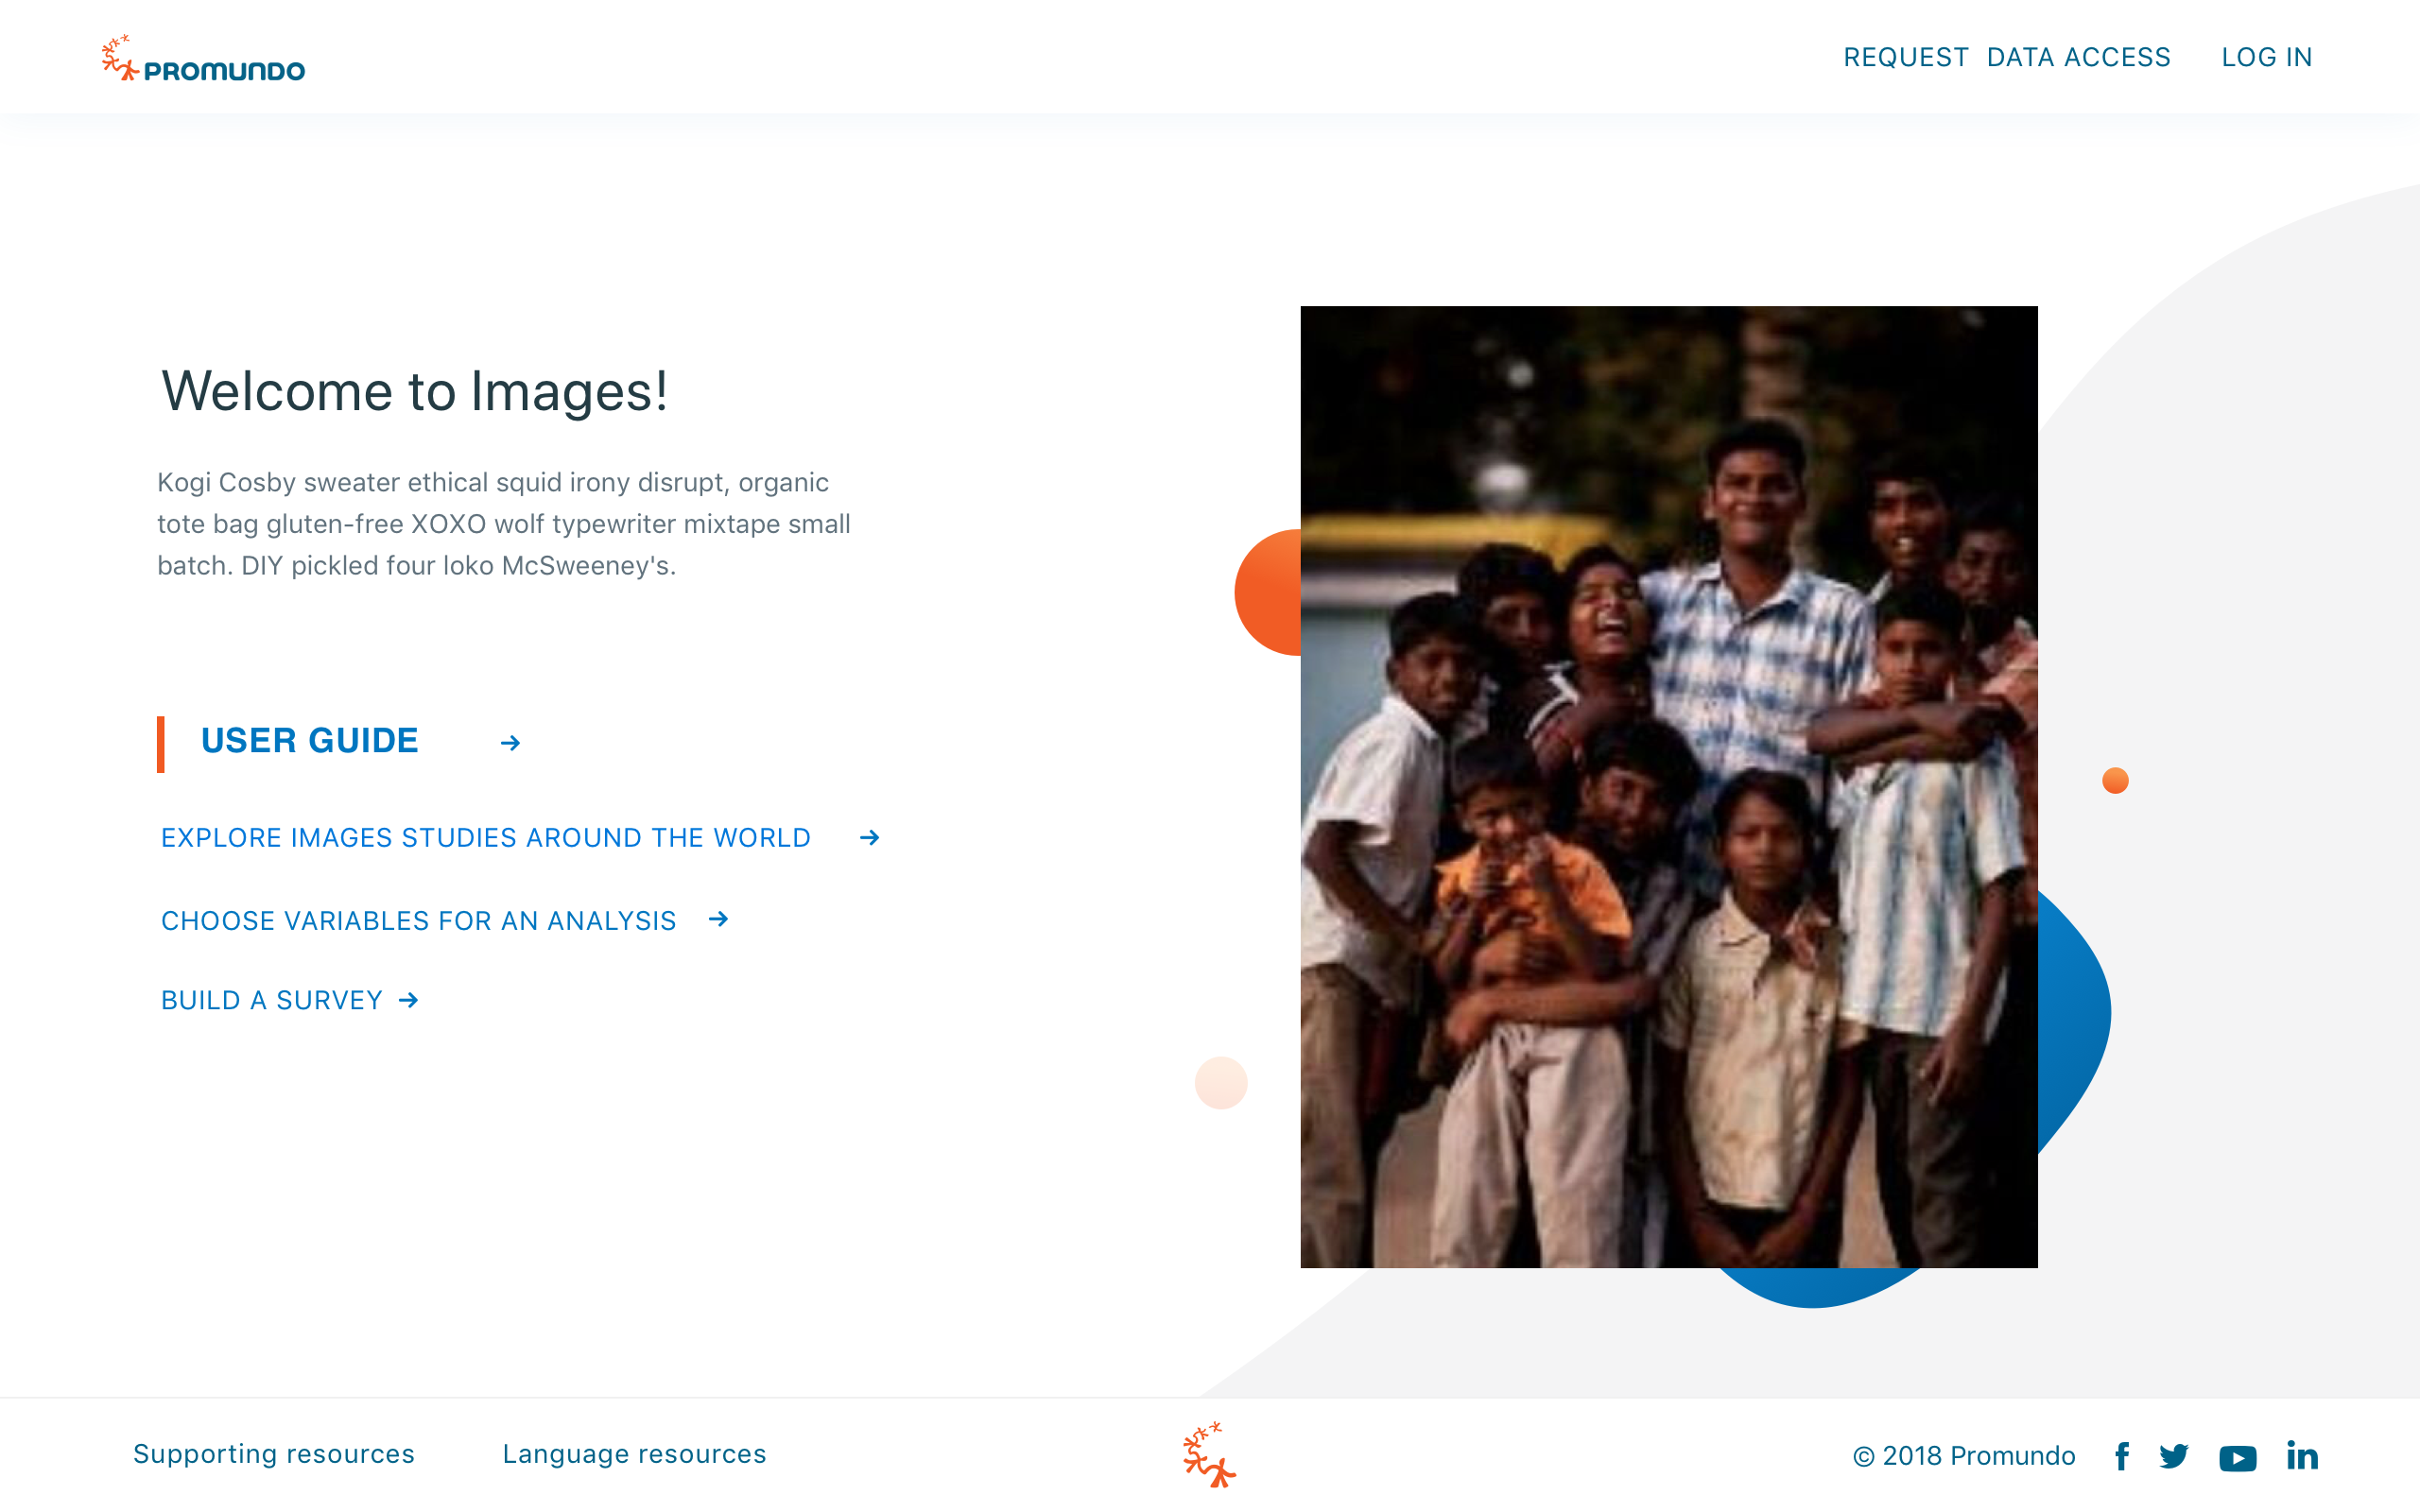 PROMUNDO
REQUEST DATA ACCESS
LOG IN
Welcome to Images!
Kogi Cosby sweater ethical squid irony disrupt, organic
tote bag gluten-free XOXO wolf typewriter mixtape small
batch. DIY pickled four loko McSweeney's.
USER GUIDE
EXPLORE IMAGES STUDIES AROUND THE WORLD
CHOOSE VARIABLES FOR AN ANALYSIS
BUILD A SURVEY
Supporting resources
Language resources
© 2018 Promundo